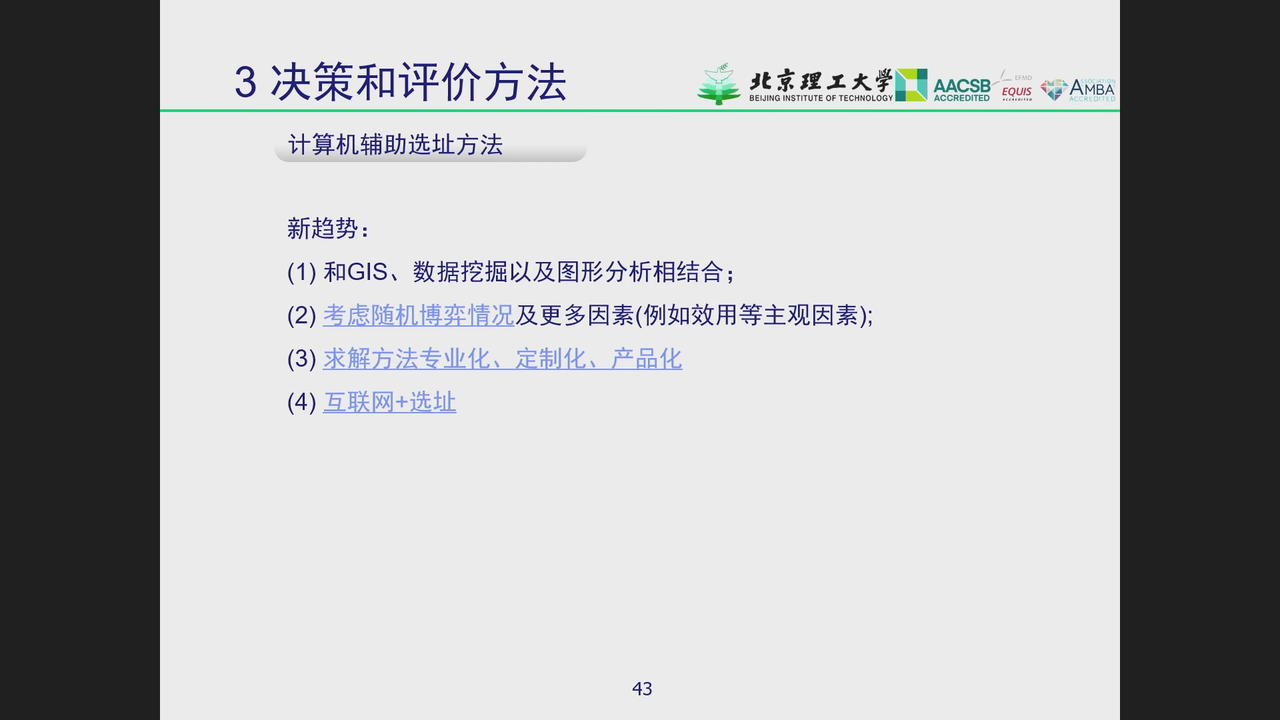 3 决策和评价方法
北京理工大学
BEIJING INSTITUTE OF TECHNOLOGY
AACSB
ACCREDITED
EFMD
EQUIS
ACCREDITED
ASSOCIATION
AMBA
ACCREDITED
计算机辅助选址方法
新趋势：
(1) 和GIS、数据挖掘以及图形分析相结合；
(2) 考虑随机博弈情况及更多因素(例如效用等主观因素);
(3) 求解方法专业化、定制化、产品化
(4) 互联网+选址
43